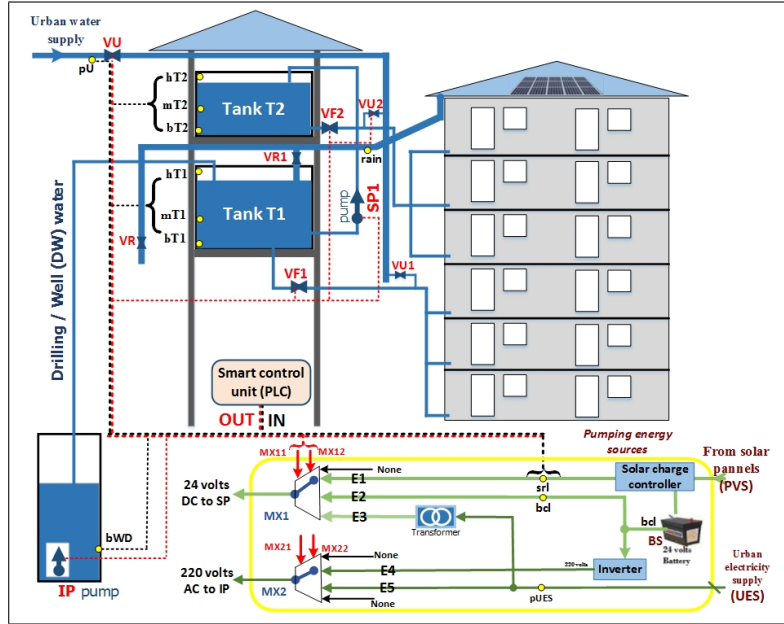 Urban water
supply
VU
pU
hT2
mT2
bT2
Tank T2
VF2
VU2
rain
VR1
hT1
mT1
bT1
Tank T1
pump
SP1
VR
VU1
VF1
Drilling / Well (DW) water
Smart control
unit (PLC)
OUT
IN
bWD
IP pump
Pumping energy
sources
MX11
MX12
None
24 volts
DC to SP
MX1
E1
E2
E3
srl
bcl
Transformer
Solar charge
controller
From solar
pannels
(PVS)
bcl
BS
24 volts
Battery
MX21
MX22
None
220 volts
AC to IP
MX2
E4
E5
None
220 volts
Inverter
pUES
Urban
electricity
supply
(UES)